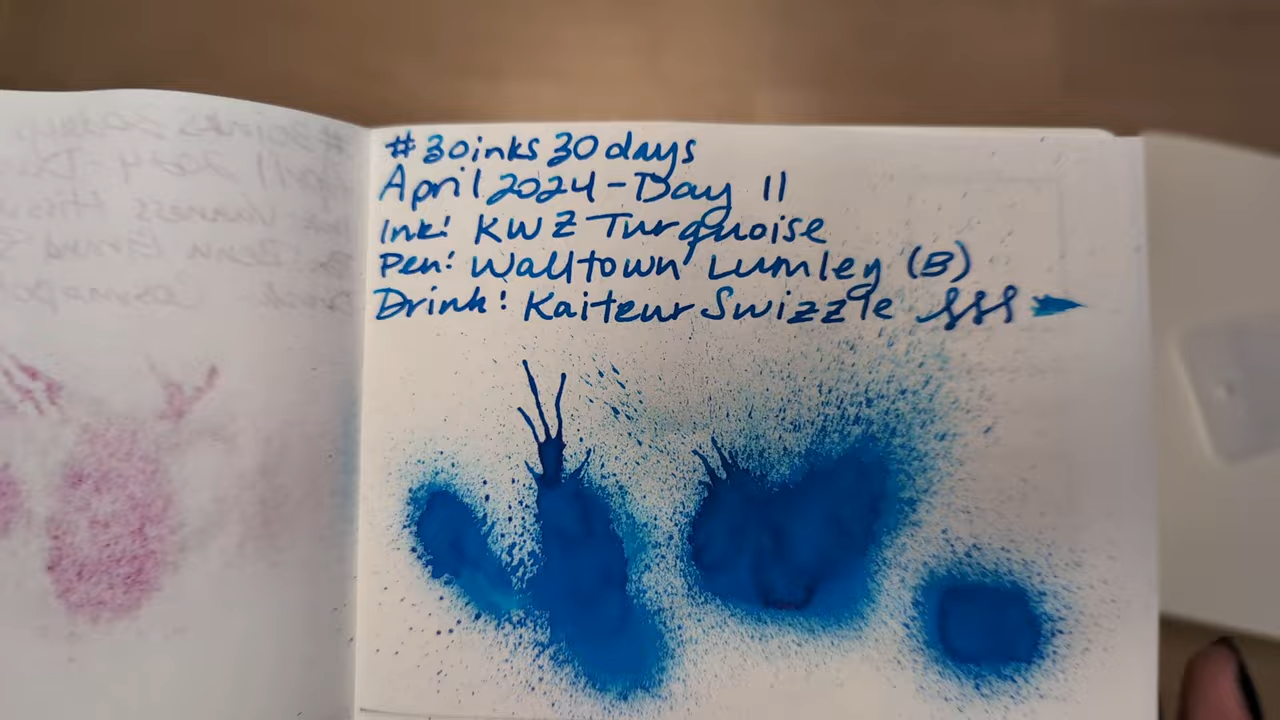 #30inks30days
April 2024 - Day 11
Ink: KWZ Turquoise
Pen: Walltown Lumley (B)
Drink: Kaiteur Swizzle